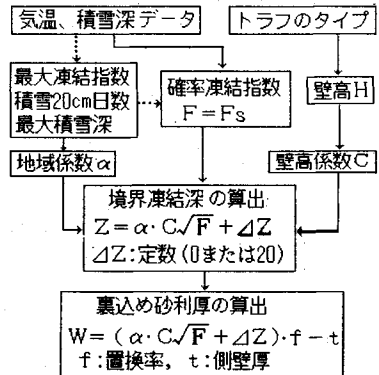 気温、積雪深データ
トラフのタイプ
最大凍結指数
積雪20cm日数
最大積雪深
確率凍結指数
F=Fs
壁高H
地域係数α
壁高係数C
境界凍結深の算出
Z=α·C√F+⊿Z
⊿Z:定数(0または20)
裏込め砂利厚の算出
W=(α·C√F+⊿Z)·f-t
f:置換率, t:側壁厚